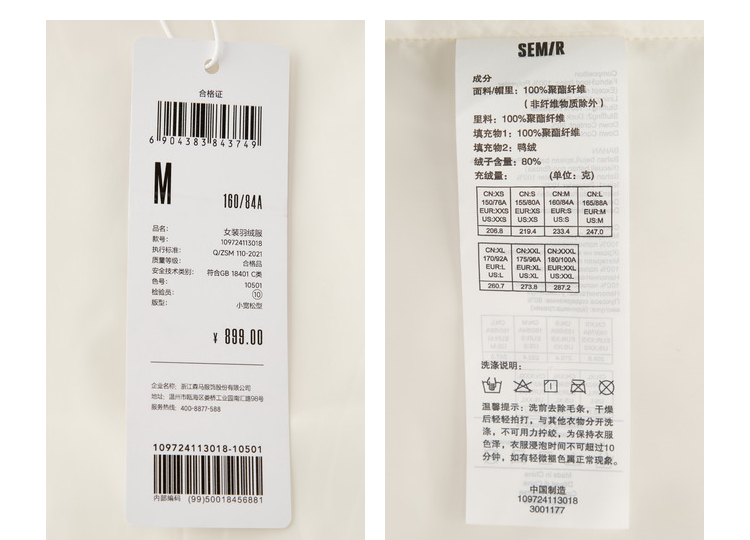 合格证
6 904383 843749
M
160/84A
品名： 女装羽绒服
款号： 109724113018
执行标准： Q/ZSM 110-2021
质量等级： 合格品
安全技术类别： 符合GB 18401 C类
色号： 10501
检验员： 10
版型： 小宽松型
¥ 899.00
企业名称：浙江森马服饰股份有限公司
地址：温州市瓯海区娄桥工业园南汇路98号
服务热线：400-8877-588
109724113018-10501
内部编码 (99)50018456881
SEMIR
成分
面料/帽里：100%聚酯纤维
（非纤维物质除外）
里料：100%聚酯纤维
填充物1：100%聚酯纤维
填充物2：鸭绒
绒子含量：80%
充绒量： (单位：克)
CN:XS CN:S CN:M CN:L
150/76A 155/80A 160/84A 165/88A
EUR:XXS EUR:XS EUR:S EUR:M
US:XXS US:XS US:S US:M
206.8 219.4 233.4 247.0
CN:XL CN:XXL CN:XXXL
170/92A 175/96A 180/100A
EUR:L EUR:XL EUR:XXL
US:L US:XL US:XXL
260.7 273.8 287.2
洗涤说明：
温馨提示：洗前去除毛条，干燥
后轻轻拍打，与其他衣物分开洗
涤，不可用力拧绞，为保持衣服
色泽，衣服浸泡时间不可超过10
分钟，如有轻微褪色属正常现象。
中国制造
109724113018
3001177